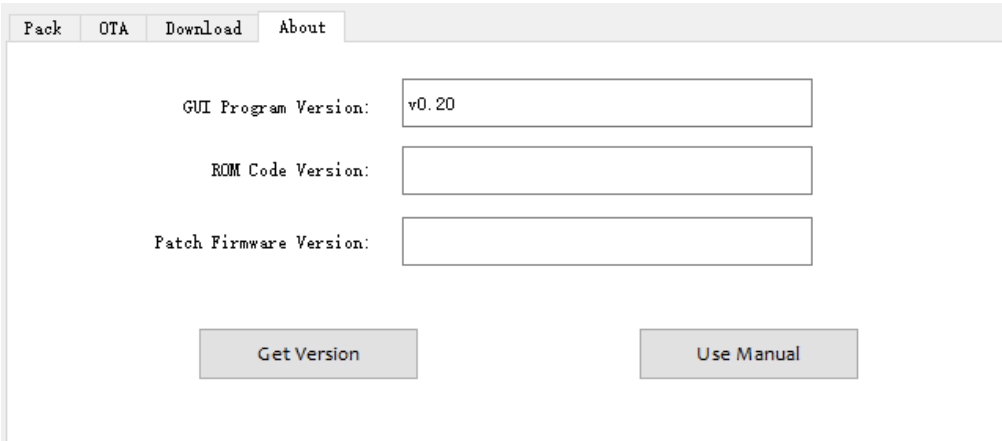 Pack OTA Download About
GUI Program Version: v0.20
ROM Code Version:
Patch Firmware Version:
Get Version Use Manual